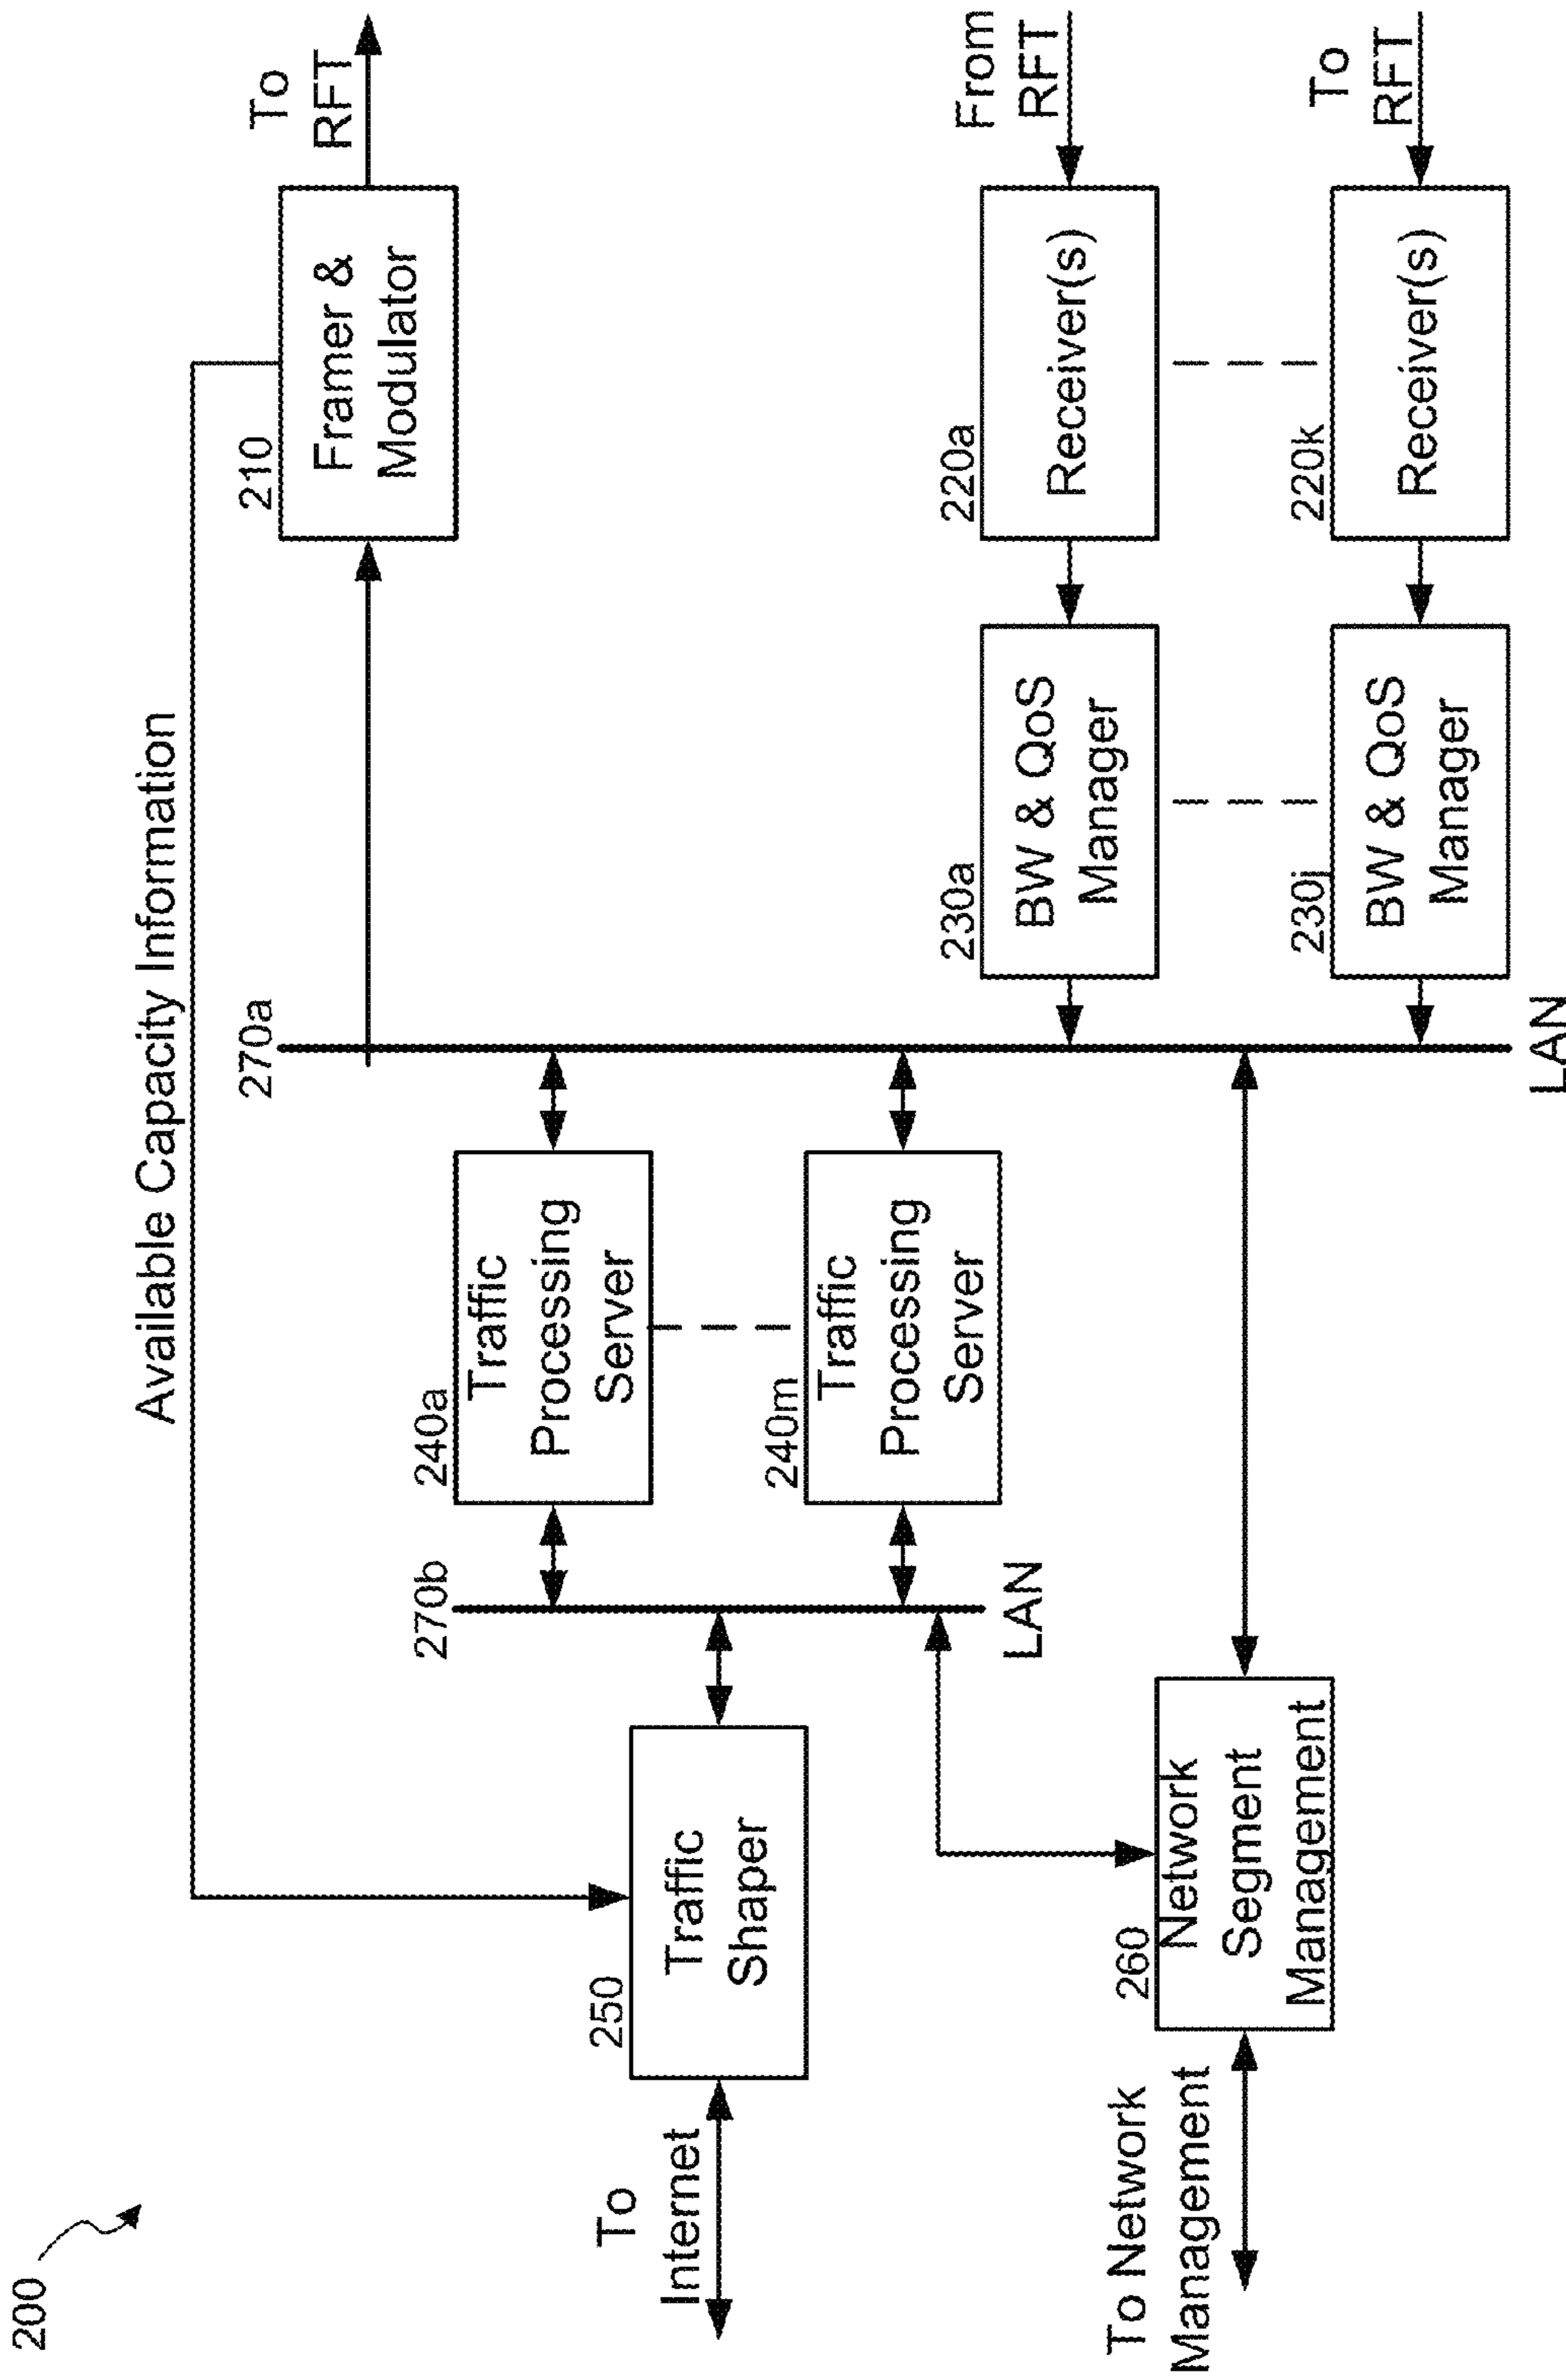 200
Available Capacity Information
To
Internet
250
Traffic
Shaper
270b
LAN
240a
Traffic
Processing
Server
240m
Traffic
Processing
Server
270a
LAN
210
Framer &
Modulator
To
RFT
To Network
Management
260
Network
Segment
Management
230a
BW & QoS
Manager
220a
Receiver(s)
From
RFT
230j
BW & QoS
Manager
220k
Receiver(s)
To
RFT